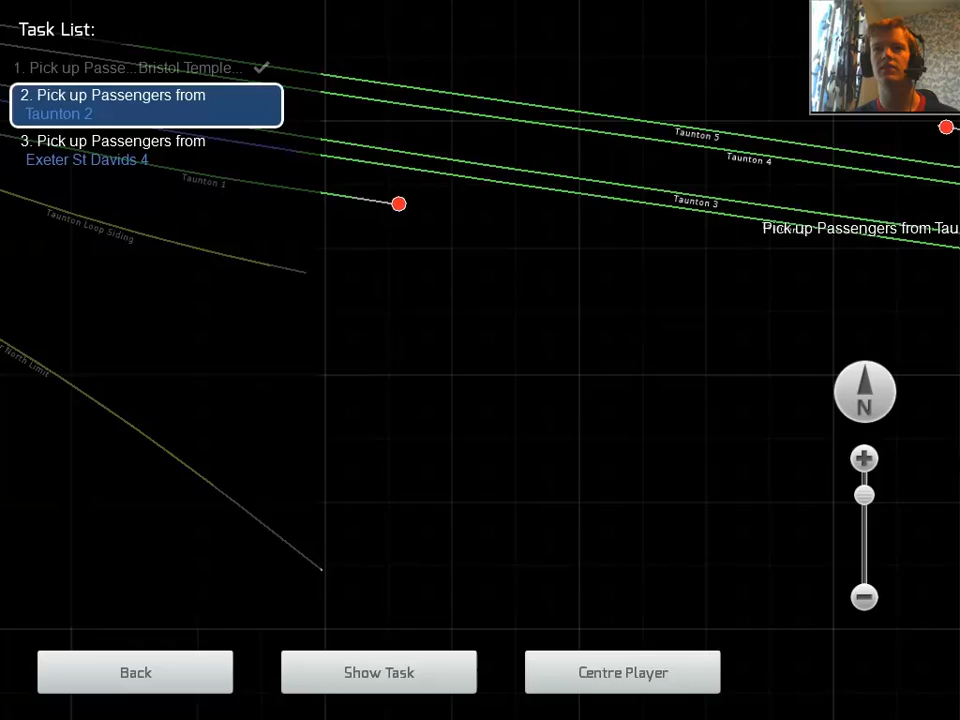 Task List:
1. Pick up Passe...Bristol Temple...
2. Pick up Passengers from
Taunton 2
3. Pick up Passengers from
Exeter St Davids 4
Taunton 5
Taunton 4
Taunton 3
Taunton 1
Taunton Loop Siding
Pick up Passengers from Tau
North Limit
N
Back
Show Task
Centre Player